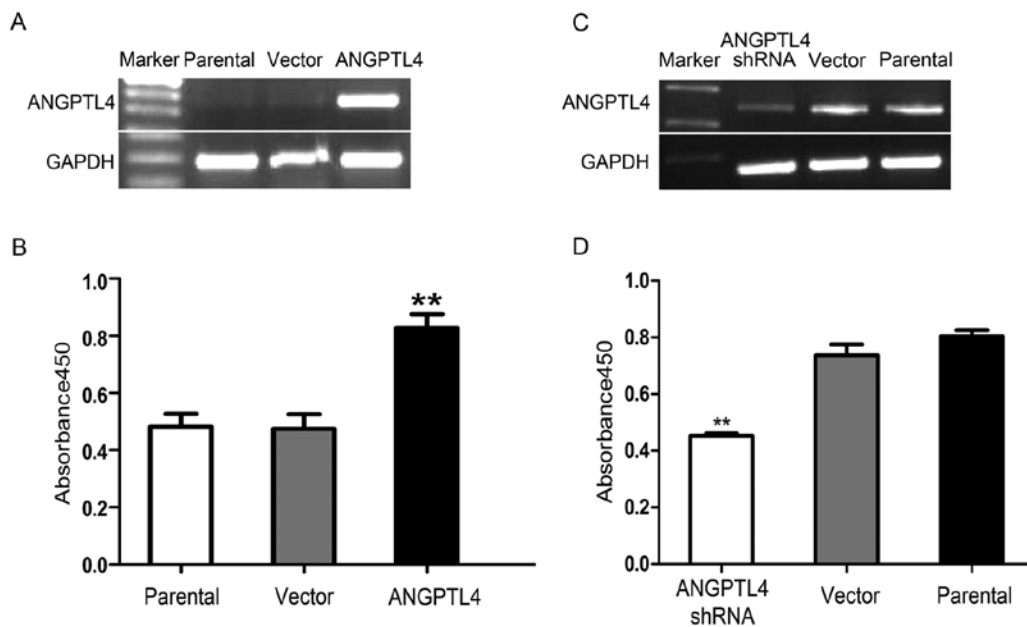 A
Marker Parental Vector ANGPTL4
ANGPTL4
GAPDH
C
ANGPTL4
Marker shRNA Vector Parental
ANGPTL4
GAPDH
B
Absorbance450
1.0
0.8
0.6
0.4
0.2
0.0
**
Parental Vector ANGPTL4
D
Absorbance450
1.0
0.8
0.6
0.4
0.2
0.0
**
ANGPTL4
shRNA Vector Parental